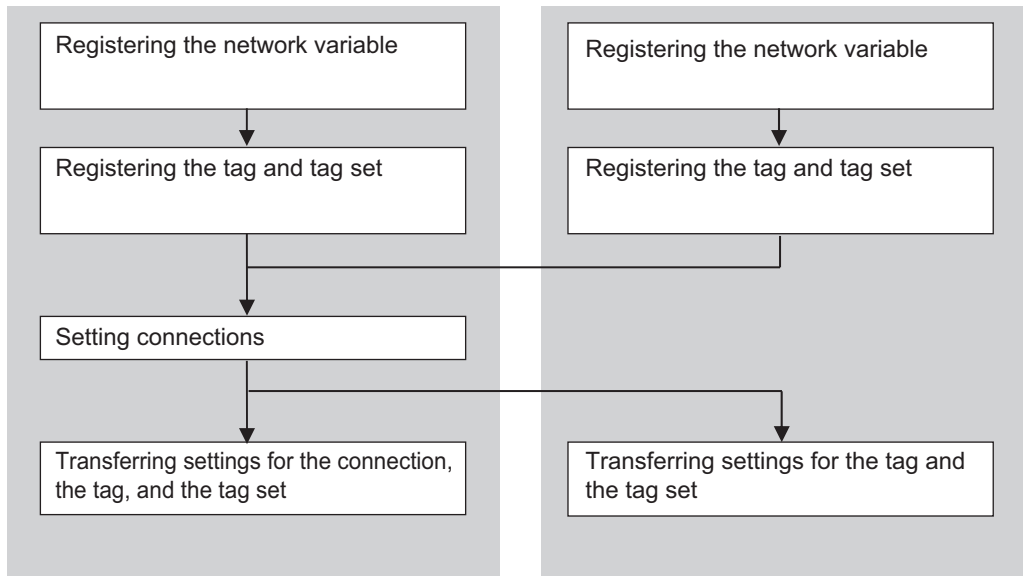 Registering the network variable
Registering the network variable
Registering the tag and tag set
Registering the tag and tag set
Setting connections
Transferring settings for the connection,
the tag, and the tag set
Transferring settings for the tag and
the tag set